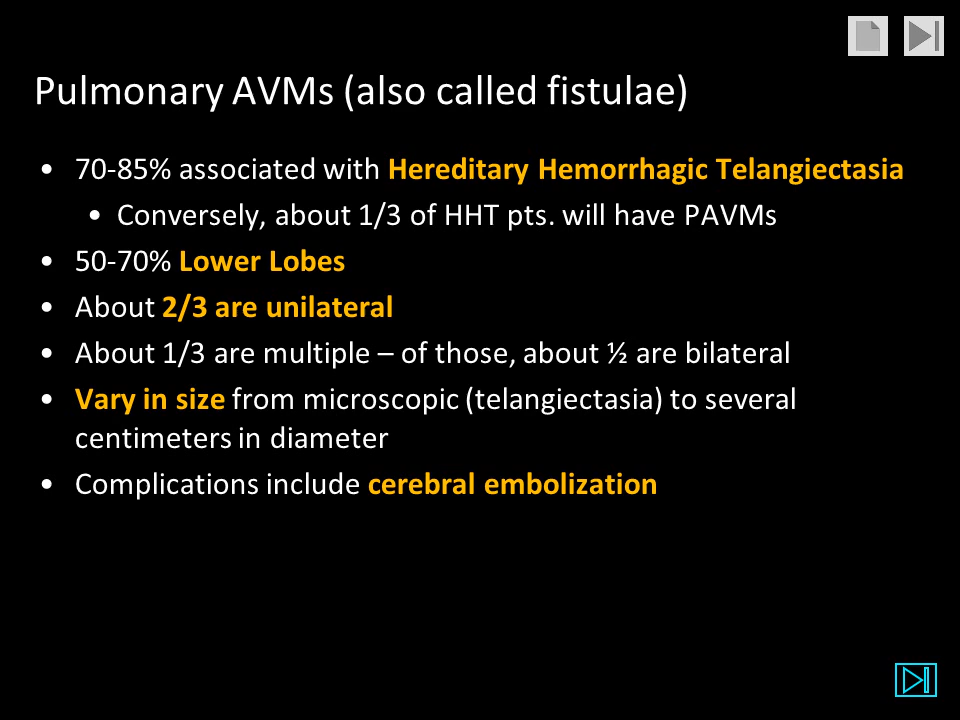 Pulmonary AVMs (also called fistulae)
• 70-85% associated with Hereditary Hemorrhagic Telangiectasia
• Conversely, about 1/3 of HHT pts. will have PAVMs
• 50-70% Lower Lobes
• About 2/3 are unilateral
• About 1/3 are multiple – of those, about ½ are bilateral
• Vary in size from microscopic (telangiectasia) to several
centimeters in diameter
• Complications include cerebral embolization